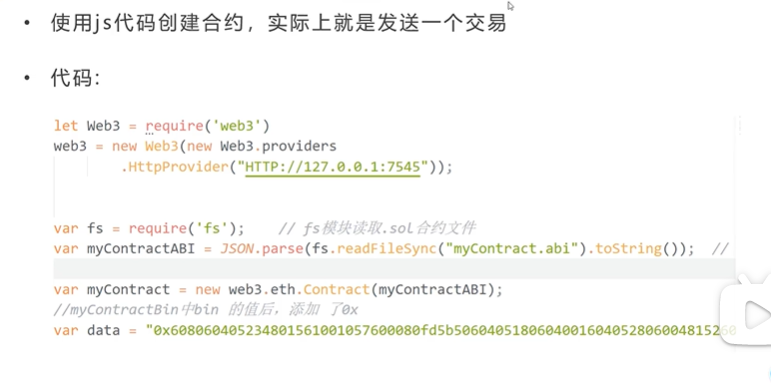 • 使用js代码创建合约，实际上就是发送一个交易
• 代码：
let Web3 = require('web3')
web3 = new Web3(new Web3.providers
.HttpProvider("HTTP://127.0.0.1:7545"));
var fs = require('fs');    // fs模块读取.sol合约文件
var myContractABI = JSON.parse(fs.readFileSync("myContract.abi").toString());  //
var myContract = new web3.eth.Contract(myContractABI);
//myContractBin中bin 的值后，添加 了0x
var data = "0x608060405234801561001057600080fd5b5060405180604001604052806004815260